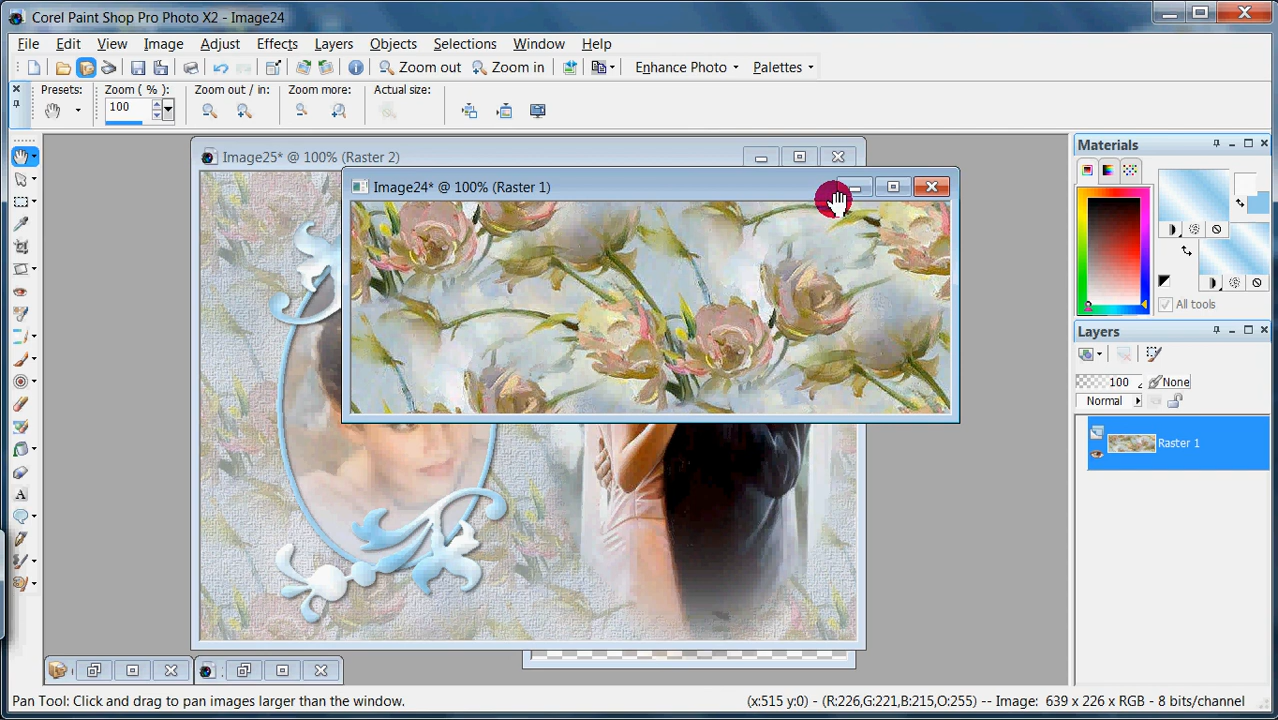 Corel Paint Shop Pro Photo X2 - Image24
File Edit View Image Adjust Effects Layers Objects Selections Window Help
Zoom out Zoom in Enhance Photo Palettes
Presets: Zoom ( % ): Zoom out / in: Zoom more: Actual size:
100
Materials
Image25* @ 100% (Raster 2)
Image24* @ 100% (Raster 1)
All tools
Layers
100 None
Normal
Raster 1
A
Pan Tool: Click and drag to pan images larger than the window.
(x:515 y:0) - (R:226,G:221,B:215,O:255) -- Image: 639 x 226 x RGB - 8 bits/channel